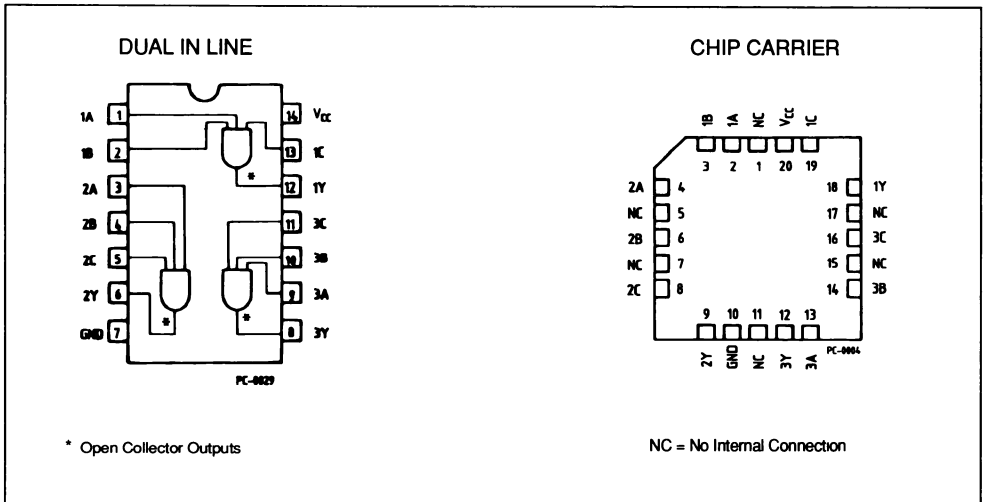 DUAL IN LINE
1A 1
1B 2
2A 3
2B 4
2C 5
2Y 6
GND 7
14 VCC
13 1C
12 1Y
11 3C
10 3B
9 3A
8 3Y
*
*
*
PC-0029
* Open Collector Outputs
CHIP CARRIER
1B 1A NC VCC 1C
3 2 1 20 19
2A 4
NC 5
2B 6
NC 7
2C 8
18 1Y
17 NC
16 3C
15 NC
14 3B
9 10 11 12 13
2Y GND NC 3Y 3A
PC-0004
NC = No Internal Connection